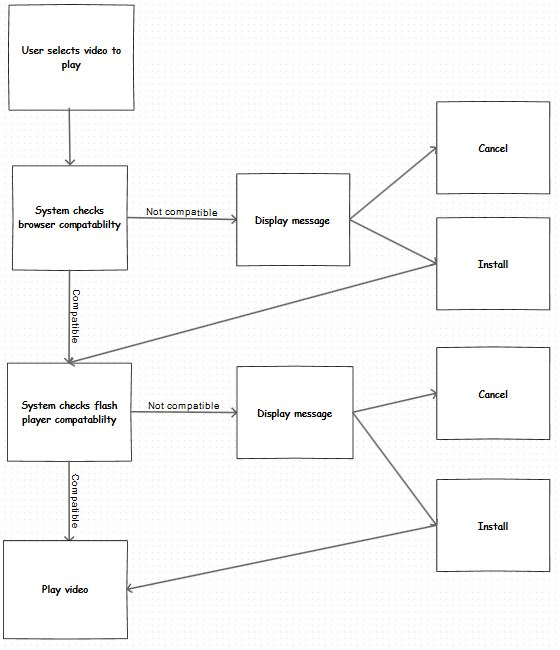 User selects video to
play
Cancel
System checks
browser compatablilty
Not compatible
Display message
Install
Compatible
System checks flash
player compatablilty
Not compatible
Display message
Cancel
Compatible
Install
Play video